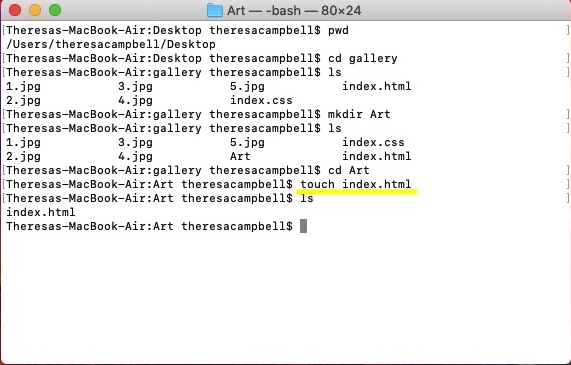 Art — -bash — 80×24
[Theresas-MacBook-Air:Desktop theresacampbell$ pwd ]
/Users/theresacampbell/Desktop
[Theresas-MacBook-Air:Desktop theresacampbell$ cd gallery ]
[Theresas-MacBook-Air:gallery theresacampbell$ ls ]
1.jpg 3.jpg 5.jpg index.html
2.jpg 4.jpg index.css
[Theresas-MacBook-Air:gallery theresacampbell$ mkdir Art ]
[Theresas-MacBook-Air:gallery theresacampbell$ ls ]
1.jpg 3.jpg 5.jpg index.css
2.jpg 4.jpg Art index.html
[Theresas-MacBook-Air:gallery theresacampbell$ cd Art ]
[Theresas-MacBook-Air:Art theresacampbell$ touch index.html ]
[Theresas-MacBook-Air:Art theresacampbell$ ls ]
index.html
Theresas-MacBook-Air:Art theresacampbell$